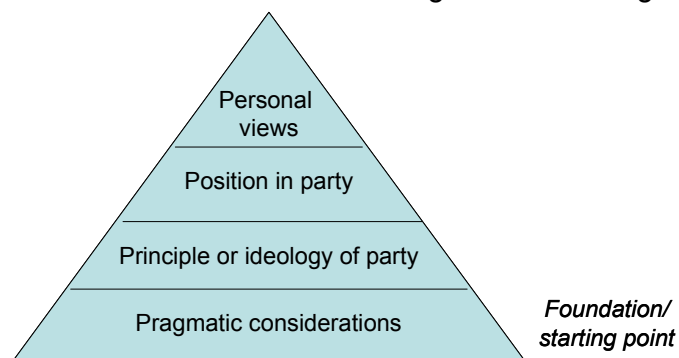 Personal
views
Position in party
Principle or ideology of party
Pragmatic considerations
Foundation/
starting point